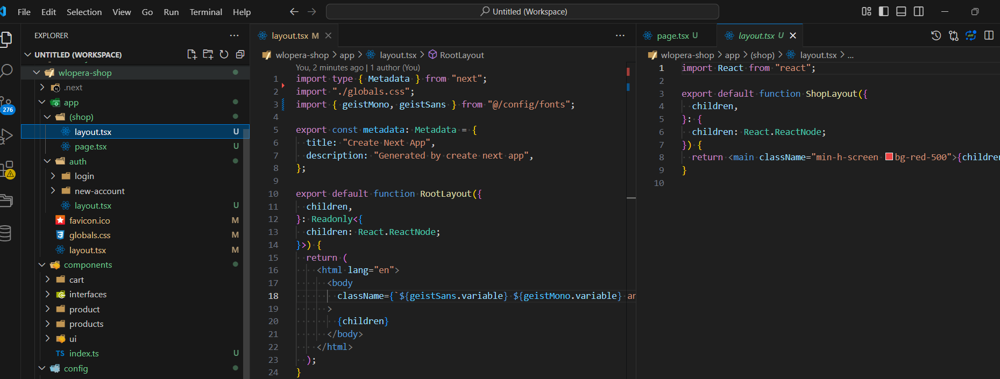 File Edit Selection View Go Run Terminal Help
Untitled (Workspace)
EXPLORER
UNTITLED (WORKSPACE)
wlopera-shop
.next
app
(shop)
layout.tsx U
page.tsx U
auth
login
new-account
layout.tsx U
favicon.ico M
globals.css M
layout.tsx M
components
cart
interfaces
product
products
ui
TS index.ts U
config
276
layout.tsx M
wlopera-shop > app > layout.tsx > RootLayout
You, 2 minutes ago | 1 author (You)
1 import type { Metadata } from "next";
2 import "./globals.css";
3 import { geistMono, geistSans } from "@/config/fonts";
4
5 export const metadata: Metadata = {
6 title: "Create Next App",
7 description: "Generated by create next app",
8 };
9
10 export default function RootLayout({
11 children,
12 }: Readonly<{
13 children: React.ReactNode;
14 }>) {
15 return (
16 <html lang="en">
17 <body
18 className={`${geistSans.variable} ${geistMono.variable} an
19 >
20 {children}
21 </body>
22 </html>
23 );
24 }
page.tsx U
layout.tsx U
wlopera-shop > app > (shop) > layout.tsx > ...
1 import React from "react";
2
3 export default function ShopLayout({
4 children,
5 }: {
6 children: React.ReactNode;
7 }) {
8 return <main className="min-h-screen bg-red-500">{children
9 }
10